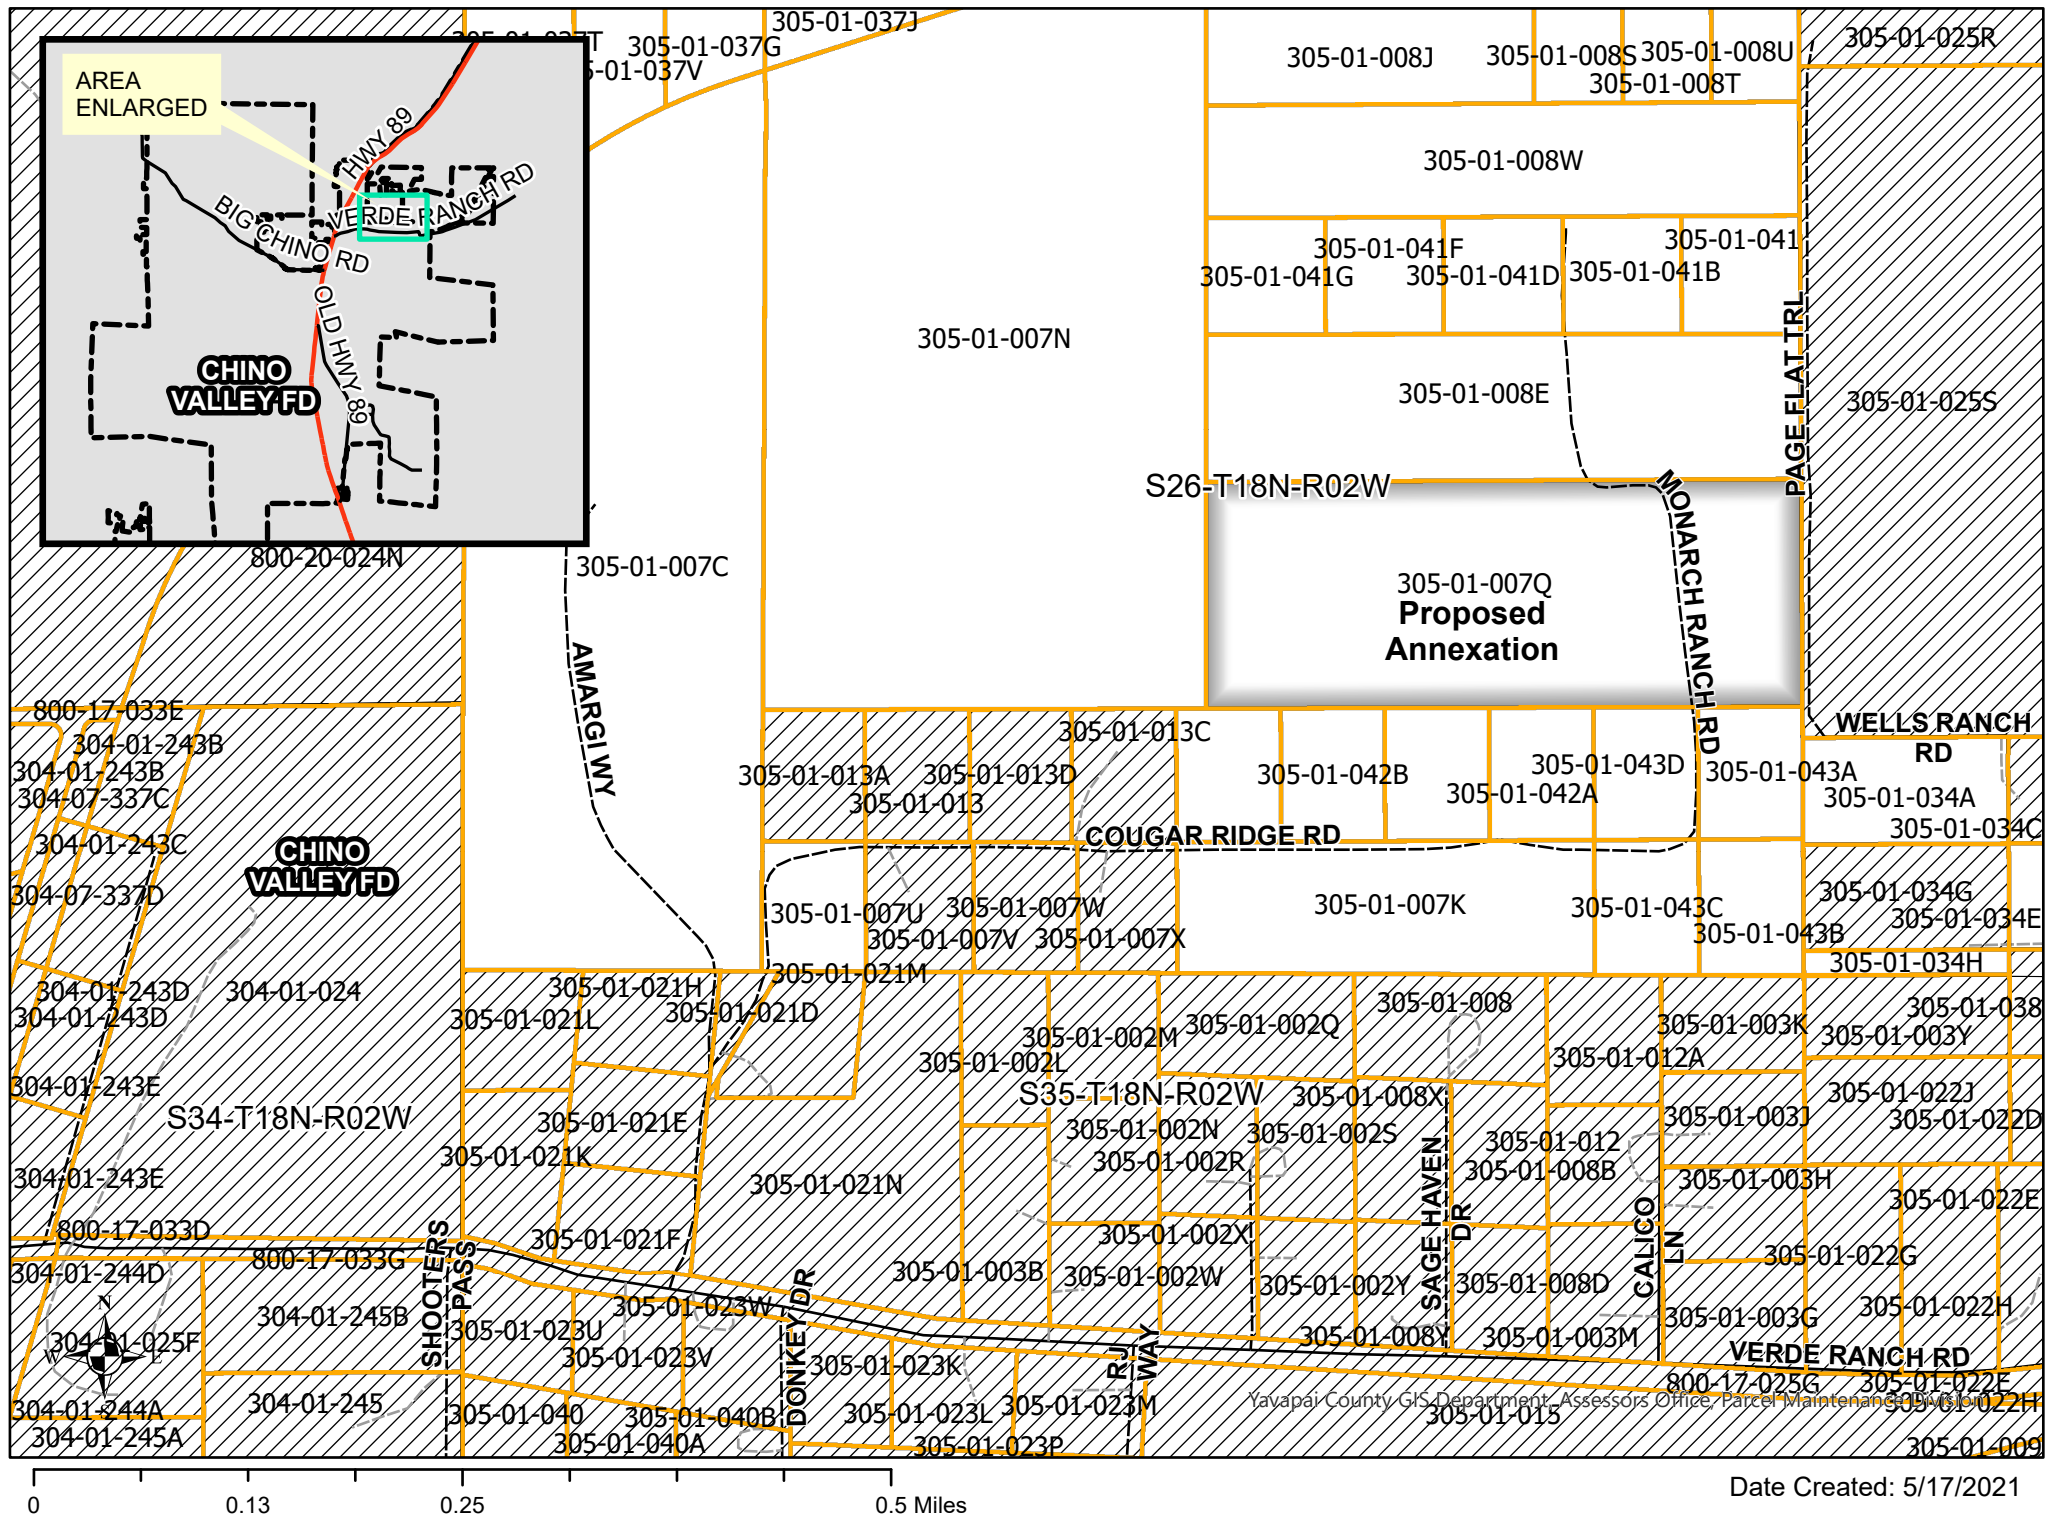 305-01-037J
305-01-037G
305-01-008J
305-01-008S
305-01-008U
305-01-008T
305-01-025R
AREA
ENLARGED
HWY 89
VERDE RANCH RD
BIG CHINO RD
OLD HWY 89
CHINO
VALLEY FD
305-01-008W
305-01-041F
305-01-041
305-01-041G
305-01-041D
305-01-041B
305-01-007N
PAGE FLAT TRL
305-01-008E
305-01-025S
S26-T18N-R02W
MONARCH RANCH RD
800-20-024N
305-01-007C
305-01-007Q
Proposed
Annexation
AMARGI WY
800-17-033E
304-01-243B
304-01-243B
304-07-337C
304-01-243C
304-07-337D
CHINO
VALLEY FD
305-01-013C
305-01-013A
305-01-013D
305-01-013
305-01-042B
305-01-043D
305-01-042A
305-01-043A
WELLS RANCH
RD
305-01-034A
305-01-034C
COUGAR RIDGE RD
305-01-007U
305-01-007W
305-01-007V
305-01-007X
305-01-007K
305-01-043C
305-01-043B
305-01-034G
305-01-034E
305-01-034H
305-01-021M
304-01-243D
304-01-024
304-01-243D
305-01-021H
305-01-021L
305-01-021D
305-01-002M
305-01-002L
305-01-002Q
305-01-008
305-01-012A
305-01-003K
305-01-038
305-01-003Y
304-01-243E
S34-T18N-R02W
S35-T18N-R02W
305-01-008X
305-01-022J
305-01-003J
305-01-022D
305-01-021E
305-01-021K
305-01-002N
305-01-002S
305-01-002R
305-01-012
305-01-008B
305-01-003H
305-01-021N
304-01-243E
305-01-022E
800-17-033D
800-17-033G
305-01-021F
305-01-002X
305-01-003B
305-01-002W
305-01-002Y
SAGE HAVEN
DR
305-01-008D
CALICO
LN
305-01-022G
304-01-244D
304-01-245B
SHOOTERS
PASS
305-01-023W
DONKEY DR
305-01-003G
305-01-022H
N
W
E
S
304-01-025F
305-01-023U
305-01-023V
305-01-023K
RJ
WAY
305-01-008Y
305-01-003M
VERDE RANCH RD
800-17-025G
305-01-022F
304-01-244A
304-01-245
304-01-245A
305-01-040
305-01-040B
305-01-040A
305-01-023L
305-01-023M
305-01-023P
Yavapai County GIS Department, Assessors Office, Parcel Maintenance Division
305-01-015
305-01-022H
305-01-009
0
0.13
0.25
0.5 Miles
Date Created: 5/17/2021